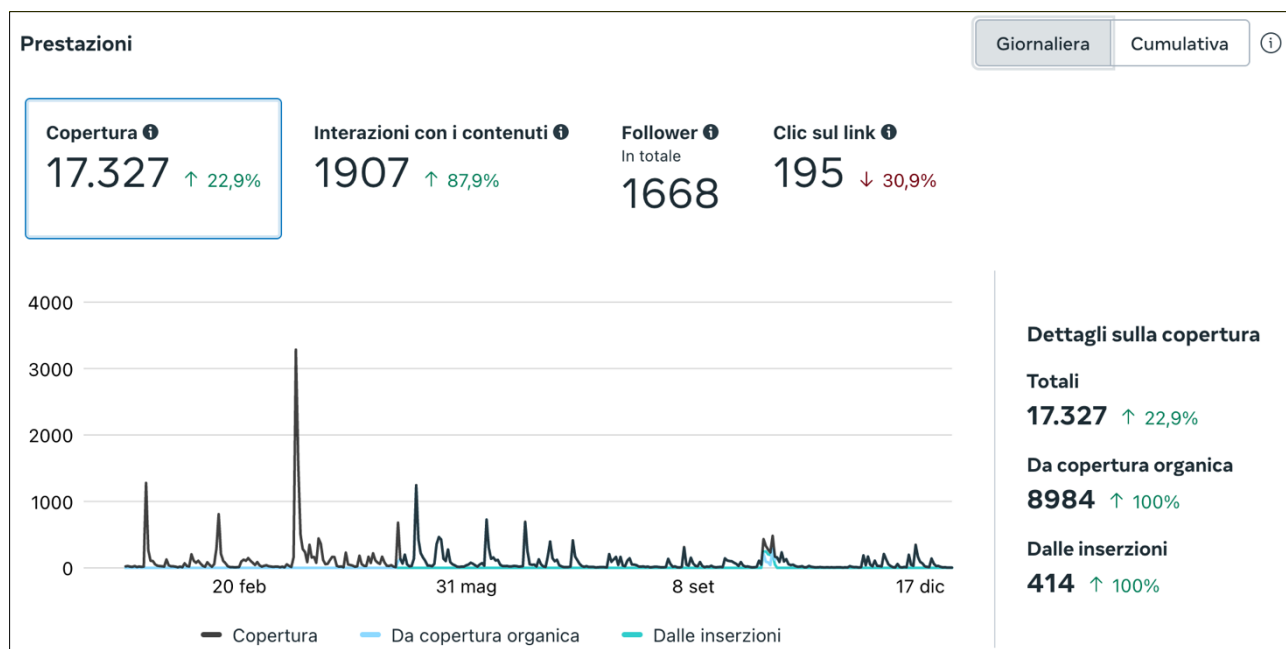 Prestazioni
Giornaliera
Cumulativa
Copertura
17.327 ↑ 22,9%
Interazioni con i contenuti
1907 ↑ 87,9%
Follower
In totale
1668
Clic sul link
195 ↓ 30,9%
4000
3000
2000
1000
0
20 feb
31 mag
8 set
17 dic
Copertura
Da copertura organica
Dalle inserzioni
Dettagli sulla copertura
Totali
17.327 ↑ 22,9%
Da copertura organica
8984 ↑ 100%
Dalle inserzioni
414 ↑ 100%